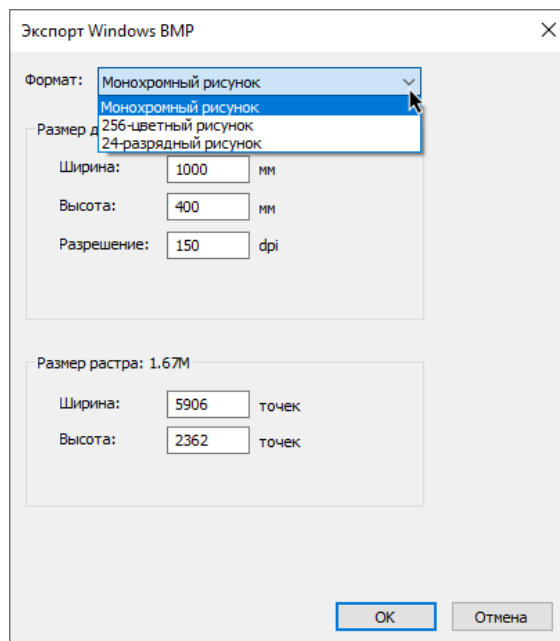 Экспорт Windows BMP
Формат: Монохромный рисунок
Монохромный рисунок
256-цветный рисунок
24-разрядный рисунок
Размер д
Ширина: 1000 мм
Высота: 400 мм
Разрешение: 150 dpi
Размер растра: 1.67M
Ширина: 5906 точек
Высота: 2362 точек
OK Отмена